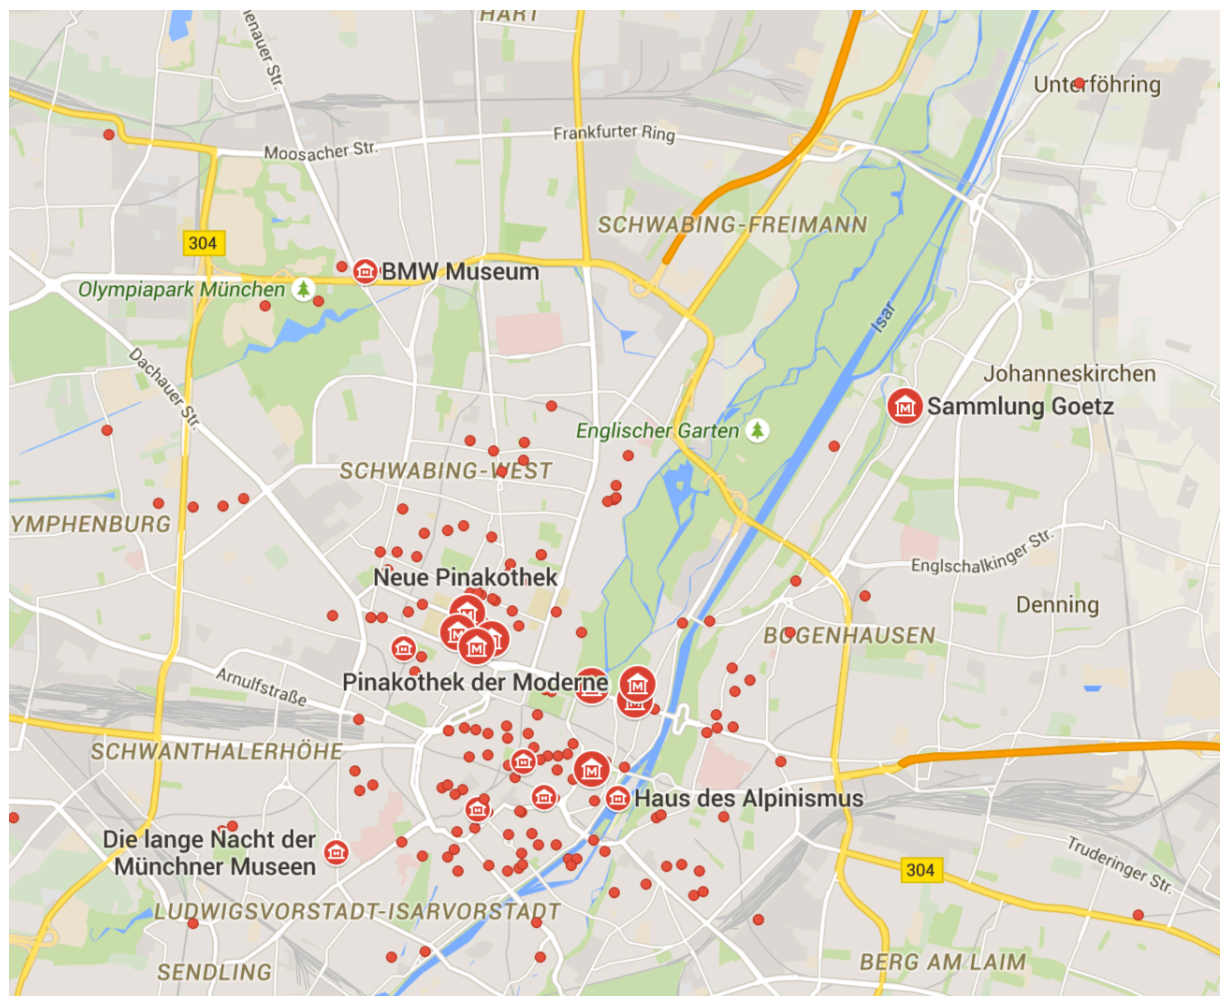 HART
nenauer Str.
Unterföhring
Frankfurter Ring
Moosacher Str.
SCHWABING-FREIMANN
304
BMW Museum
Olympiapark München
Isar
Dachauer Str.
Johanneskirchen
Sammlung Goetz
Englischer Garten
SCHWABING-WEST
YMPHENBURG
Englschalkinger Str.
Neue Pinakothek
Denning
BOGENHAUSEN
Arnulfstraße
Pinakothek der Moderne
SCHWANTHALERHÖHE
Haus des Alpinismus
Die lange Nacht der
Münchner Museen
304
Truderinger Str.
LUDWIGSVORSTADT-ISARVORSTADT
SENDLING
BERG AM LAIM